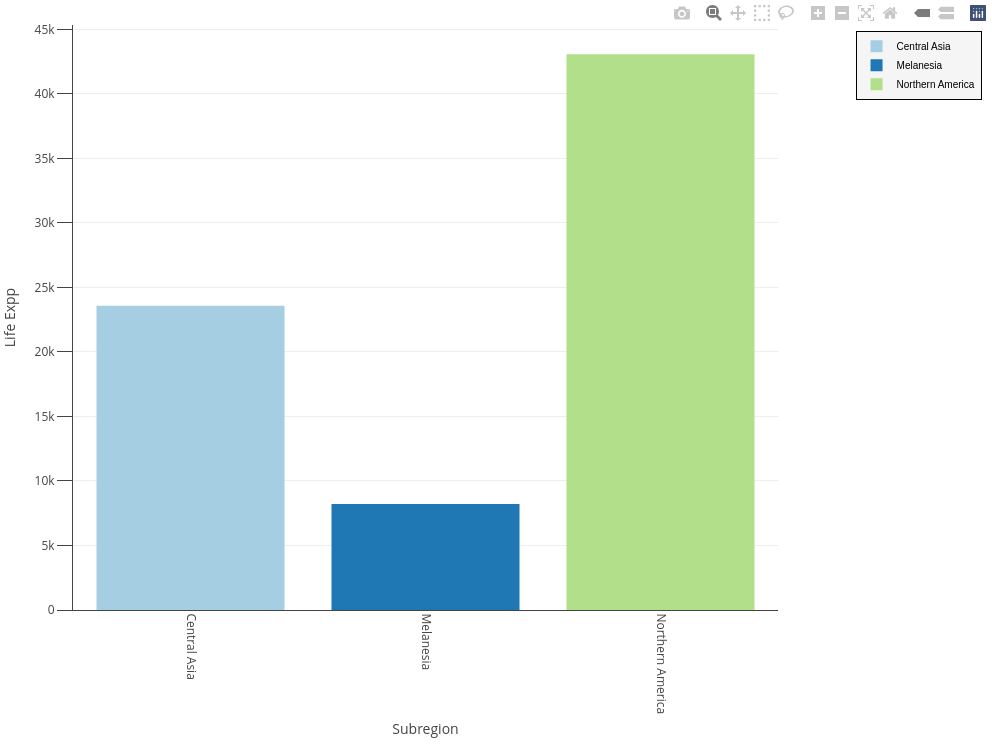 45k
40k
35k
30k
25k
20k
15k
10k
5k
0
Life Expp
Central Asia
Melanesia
Northern America
Subregion
Central Asia
Melanesia
Northern America